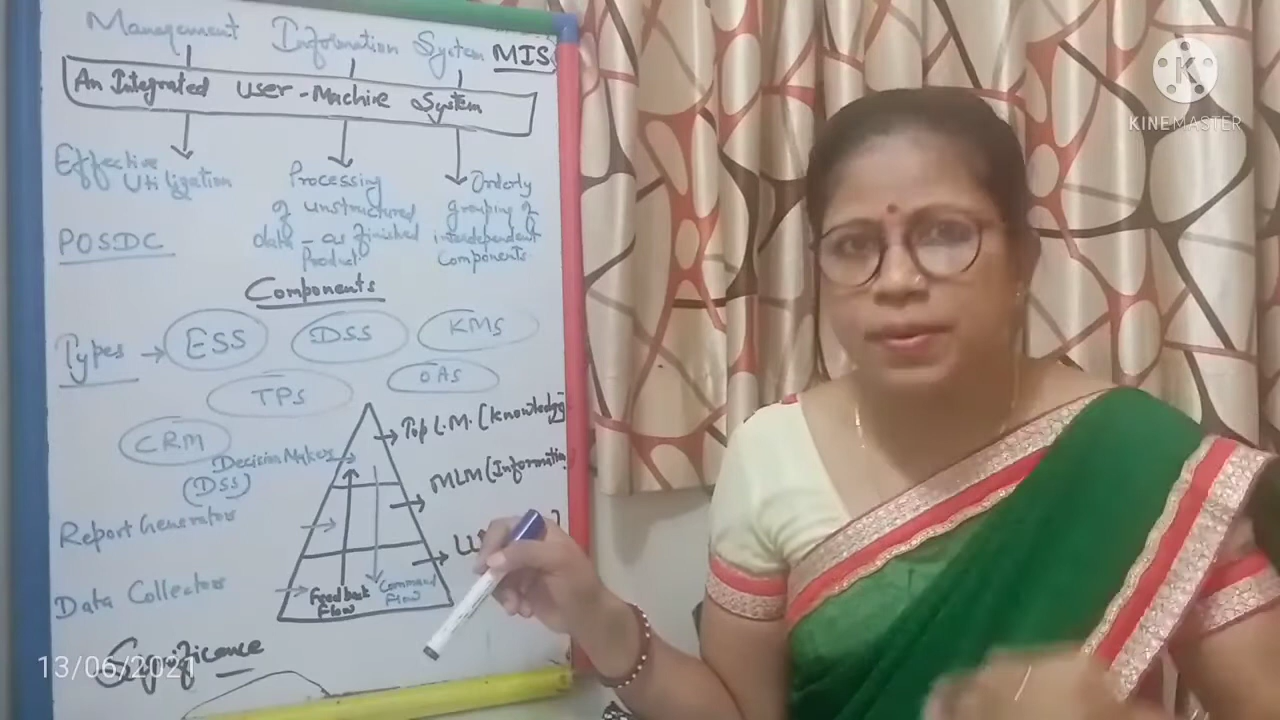 Management Information System MIS
An Integrated User-Machine System
Effective Utilization
Processing of unstructured data - as finished Product
Orderly grouping of interdependent Components
POSDC
Components
Types → ESS DSS KMS
TPS OAS
CRM
(DSS)
Decision Makers
Top L.M. (Knowledge)
MLM (Information
Report Generators
Data Collectors
Feedback Flow
Command Flow
Significance
13/06/2021
KINEMASTER